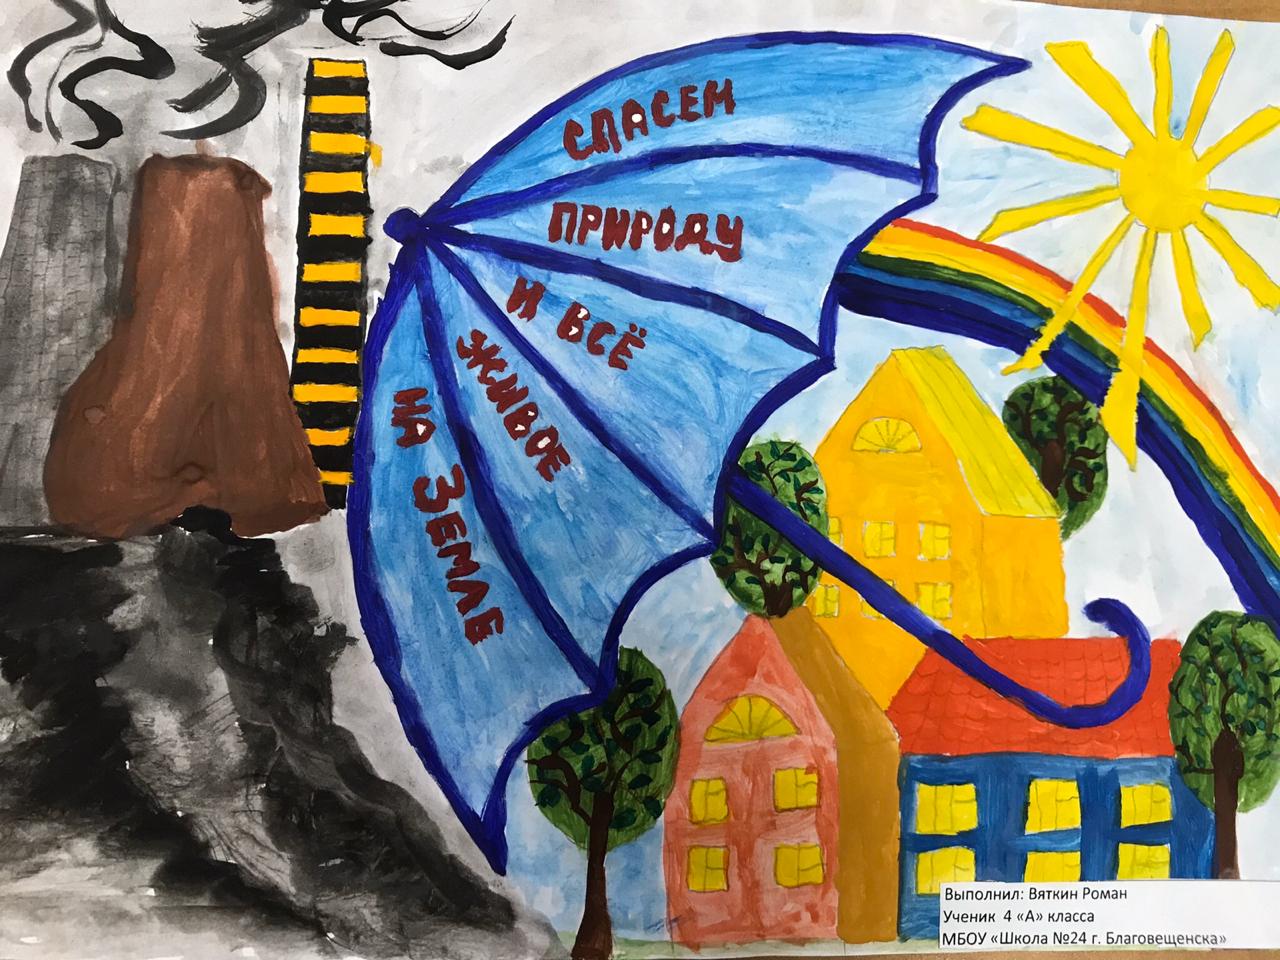 СПАСЕМ
ПРИРОДУ
И ВСЁ
ЖИВОЕ
НА ЗЕМЛЕ
Выполнил: Вяткин Роман
Ученик 4 «А» класса
МБОУ «Школа №24 г. Благовещенска»